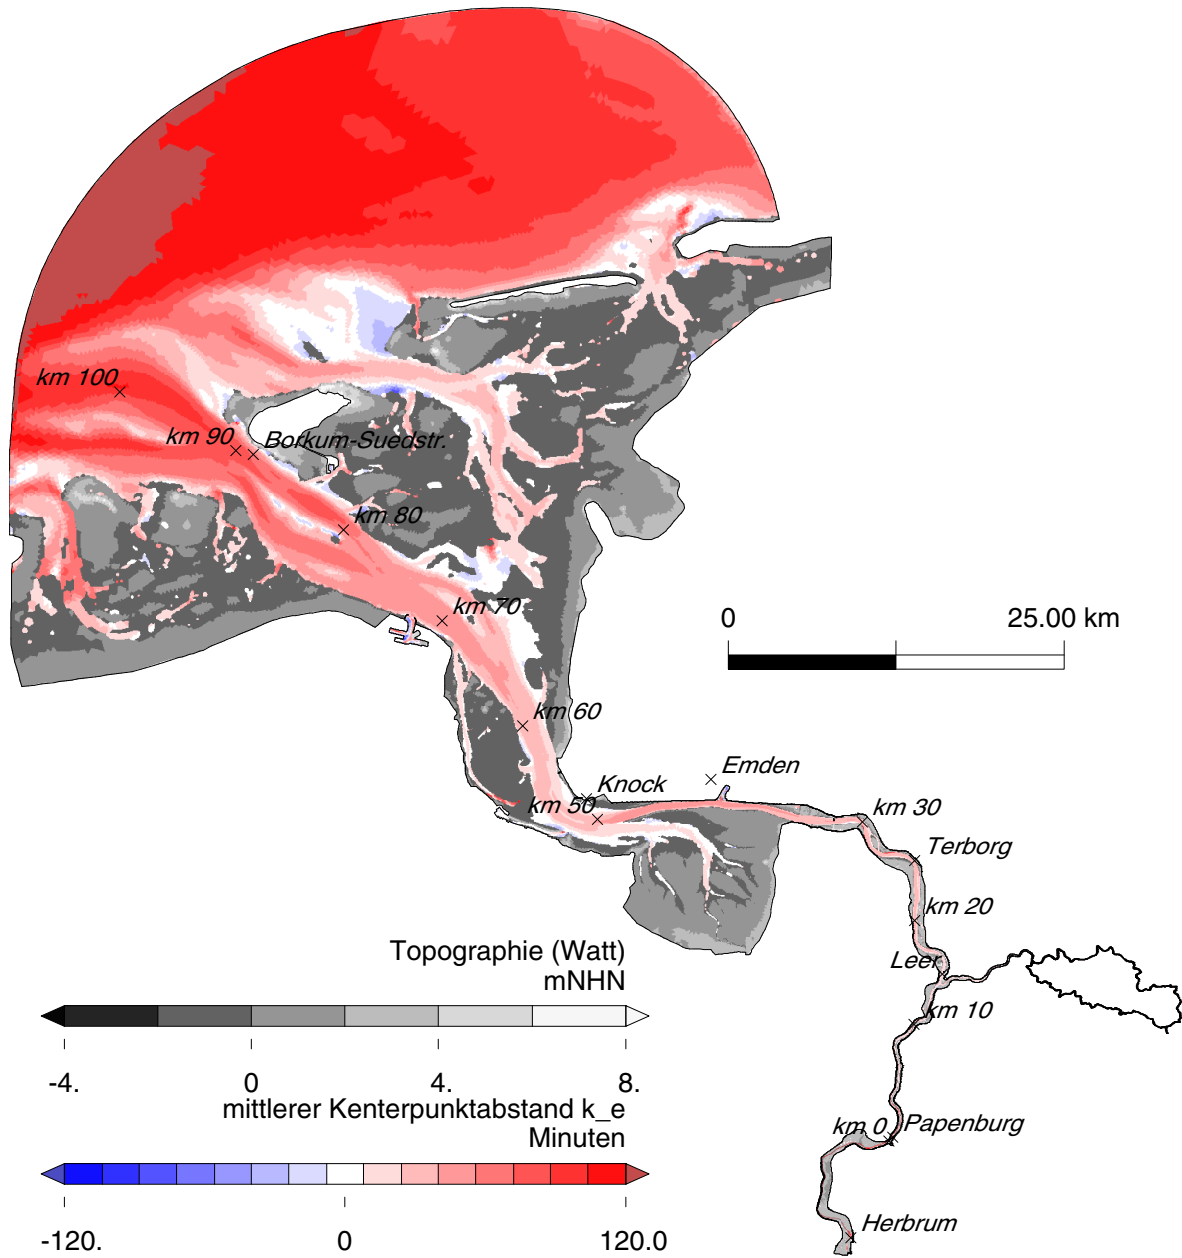 km 100
km 90
Borkum-Suedstr.
km 80
km 70
0 25.00 km
km 60
Emden
Knock
km 50
km 30
Terborg
km 20
Leer
km 10
Topographie (Watt)
mNHN
-4. 0 4. 8.
mittlerer Kenterpunktabstand k_e
Minuten
km 0
Papenburg
Herbrum
-120. 0 120.0